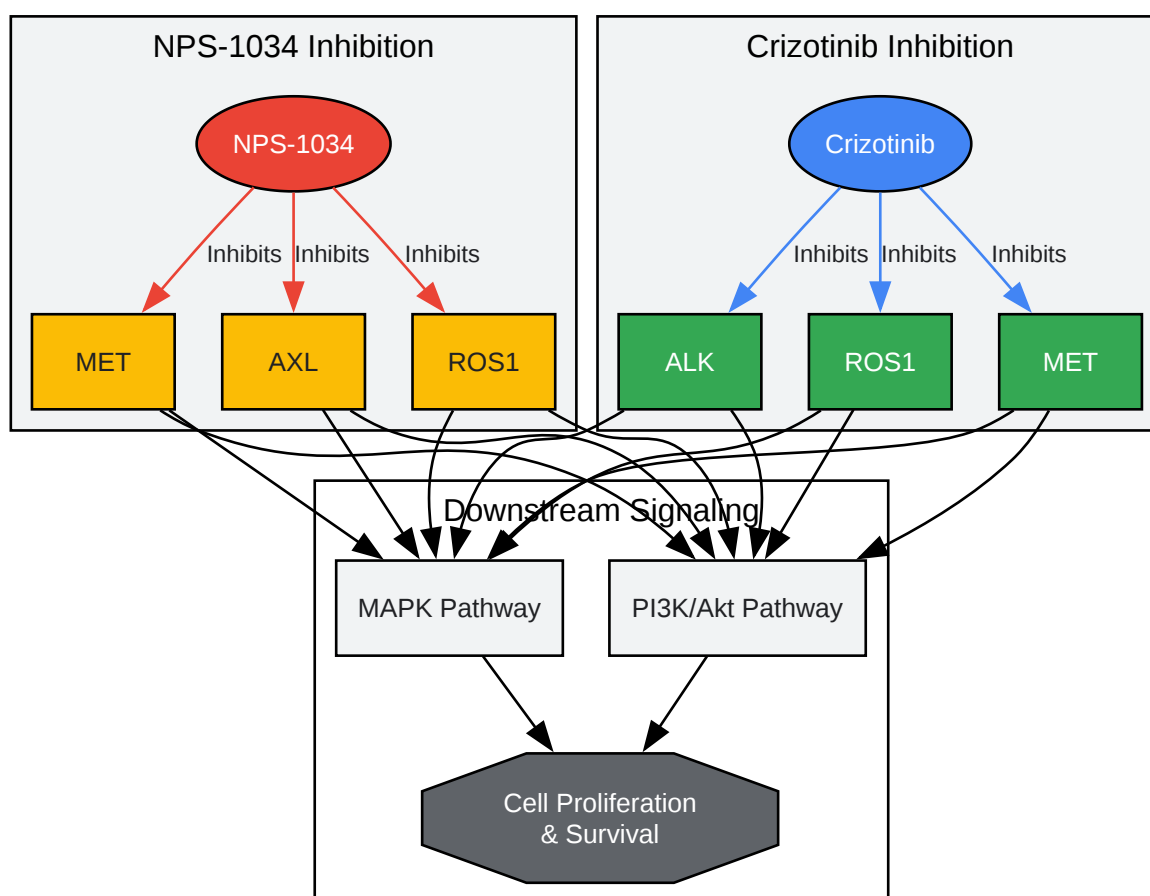 NPS-1034 Inhibition
Crizotinib Inhibition
NPS-1034
Crizotinib
Inhibits
Inhibits
Inhibits
Inhibits
Inhibits
Inhibits
MET
AXL
ROS1
ALK
ROS1
MET
Downstream Signaling
MAPK Pathway
PI3K/Akt Pathway
Cell Proliferation
& Survival